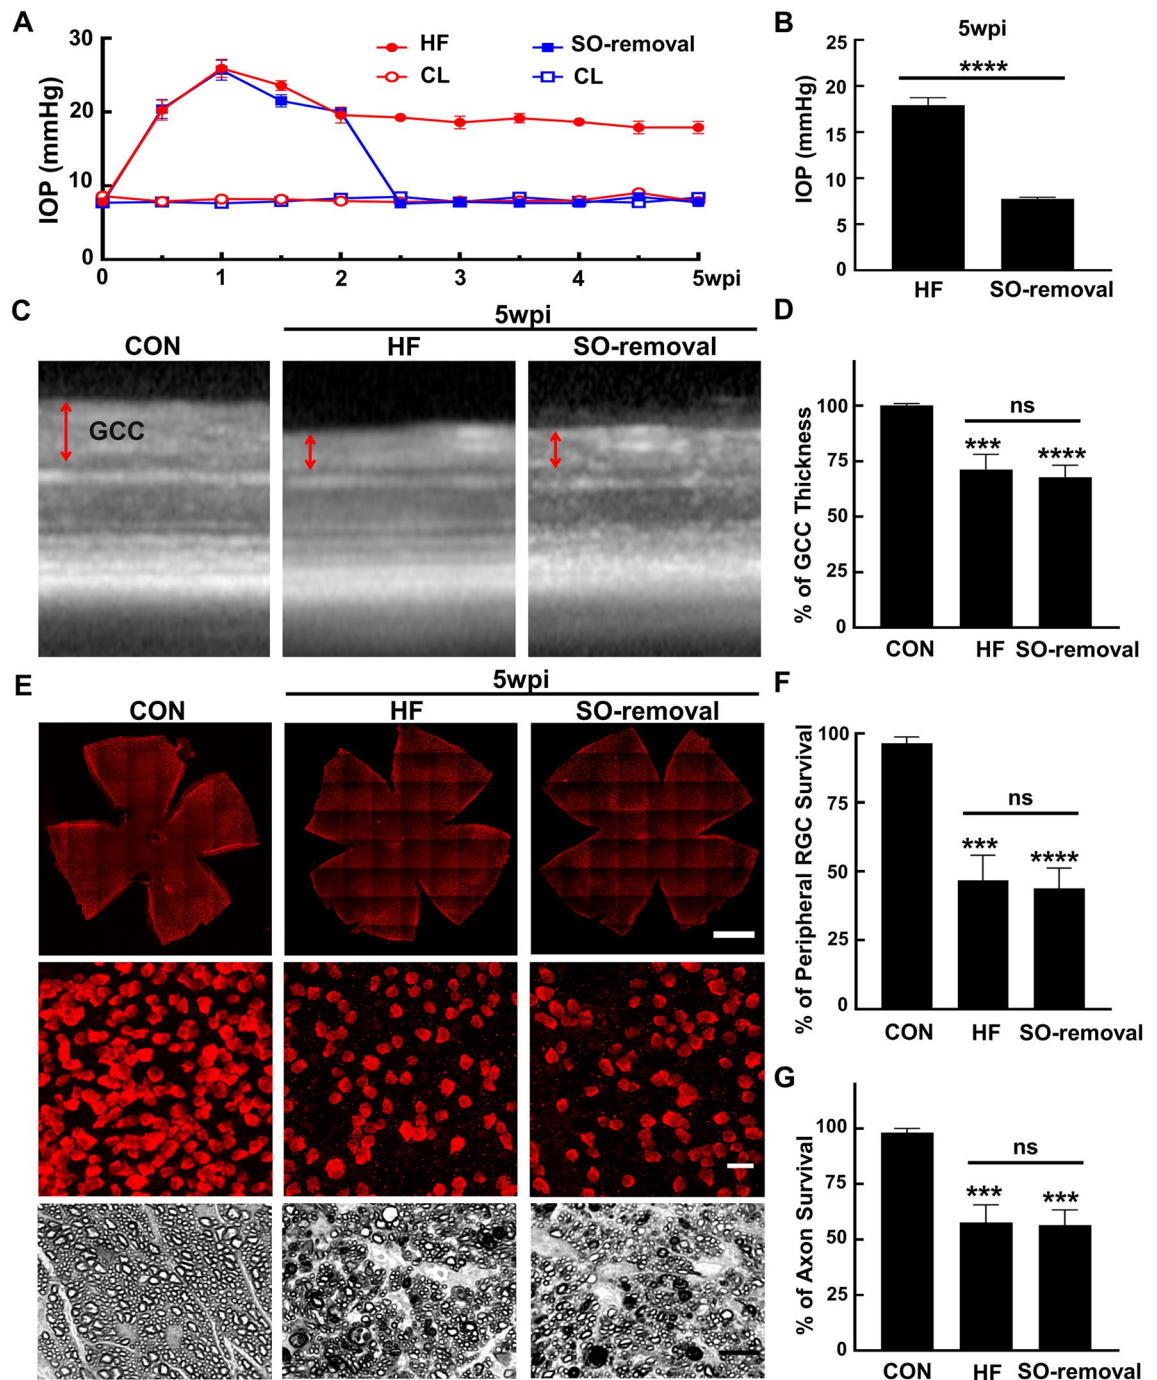 A
30
20
10
0
IOP (mmHg)
HF
SO-removal
CL
CL
0 1 2 3 4 5wpi
B
5wpi
25
20
15
10
5
0
IOP (mmHg)
****
HF SO-removal
C
5wpi
CON HF SO-removal
GCC
D
100
75
50
25
0
% of GCC Thickness
ns
***
****
CON HF SO-removal
E
5wpi
CON HF SO-removal
F
100
75
50
25
0
% of Peripheral RGC Survival
ns
***
****
CON HF SO-removal
G
100
75
50
25
0
% of Axon Survival
ns
***
***
CON HF SO-removal